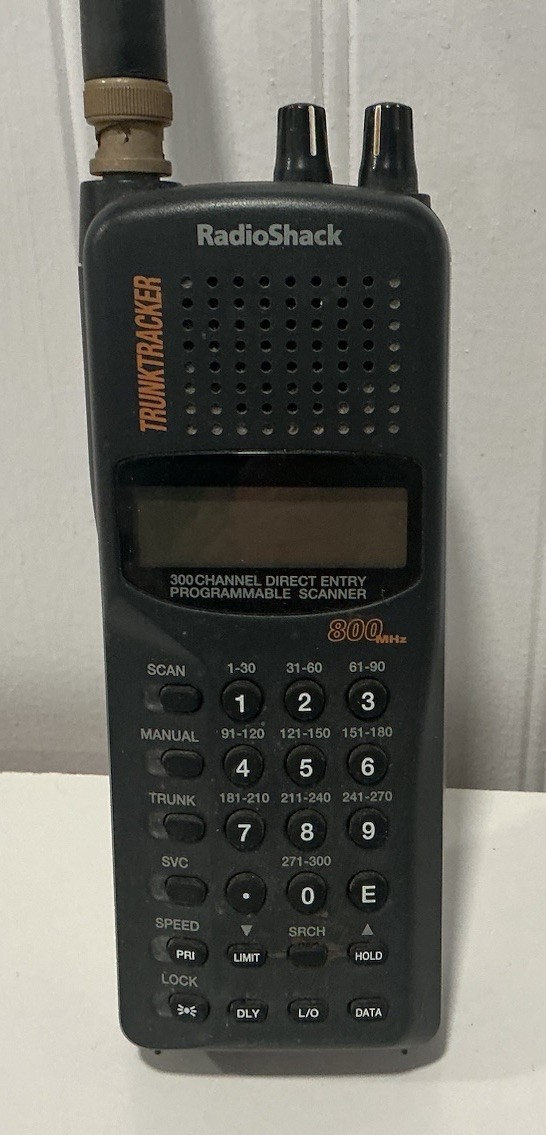 RadioShack
TRUNKTRACKER
300 CHANNEL DIRECT ENTRY
PROGRAMMABLE SCANNER
800MHz
SCAN 1-30 31-60 61-90
1 2 3
MANUAL 91-120 121-150 151-180
4 5 6
TRUNK 181-210 211-240 241-270
7 8 9
SVC 271-300
. 0 E
SPEED ▼ SRCH ▲
PRI LIMIT HOLD
LOCK
DLY L/O DATA